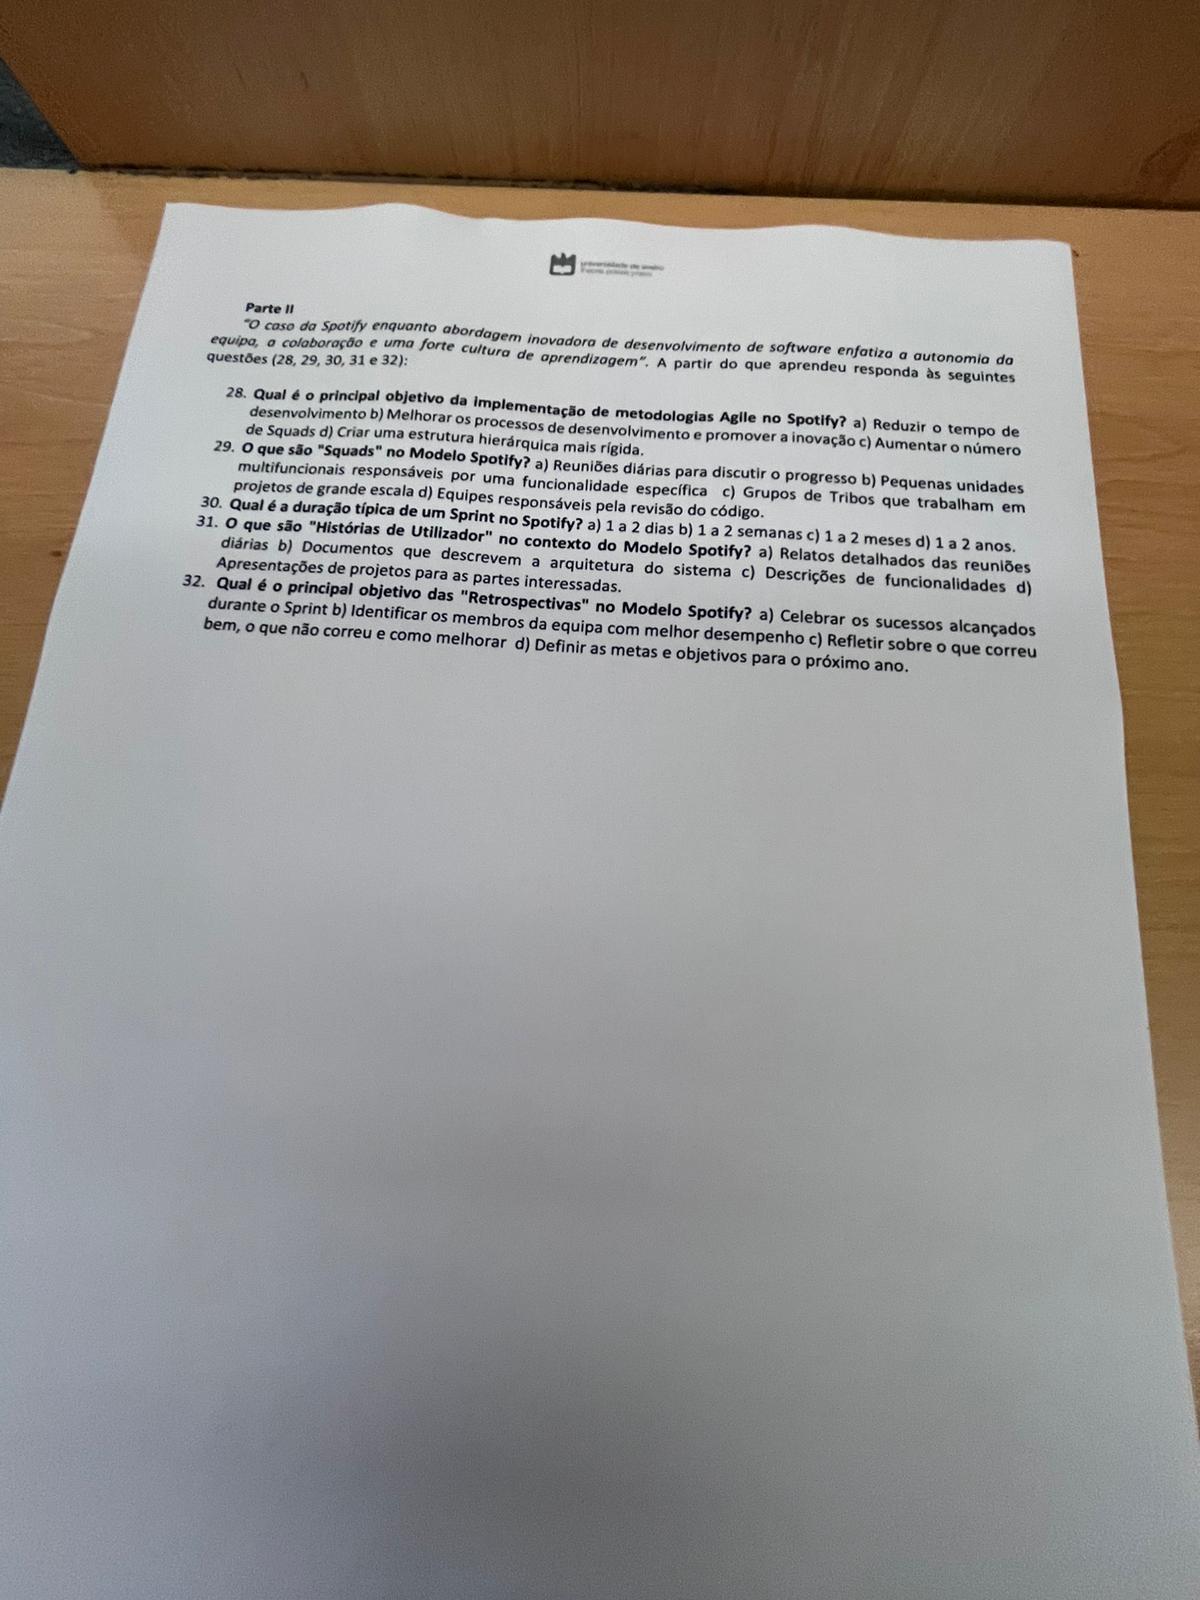 universidade de aveiro
Parte II
"O caso da Spotify enquanto abordagem inovadora de desenvolvimento de software enfatiza a autonomia da
equipa, a colaboração e uma forte cultura de aprendizagem". A partir do que aprendeu responda às seguintes
questões (28, 29, 30, 31 e 32):
28. Qual é o principal objetivo da implementação de metodologias Agile no Spotify? a) Reduzir o tempo de
desenvolvimento b) Melhorar os processos de desenvolvimento e promover a inovação c) Aumentar o número
de Squads d) Criar uma estrutura hierárquica mais rígida.
29. O que são "Squads" no Modelo Spotify? a) Reuniões diárias para discutir o progresso b) Pequenas unidades
multifuncionais responsáveis por uma funcionalidade específica c) Grupos de Tribos que trabalham em
projetos de grande escala d) Equipes responsáveis pela revisão do código.
30. Qual é a duração típica de um Sprint no Spotify? a) 1 a 2 dias b) 1 a 2 semanas c) 1 a 2 meses d) 1 a 2 anos.
31. O que são "Histórias de Utilizador" no contexto do Modelo Spotify? a) Relatos detalhados das reuniões
diárias b) Documentos que descrevem a arquitetura do sistema c) Descrições de funcionalidades d)
Apresentações de projetos para as partes interessadas.
32. Qual é o principal objetivo das "Retrospectivas" no Modelo Spotify? a) Celebrar os sucessos alcançados
durante o Sprint b) Identificar os membros da equipa com melhor desempenho c) Refletir sobre o que correu
bem, o que não correu e como melhorar d) Definir as metas e objetivos para o próximo ano.